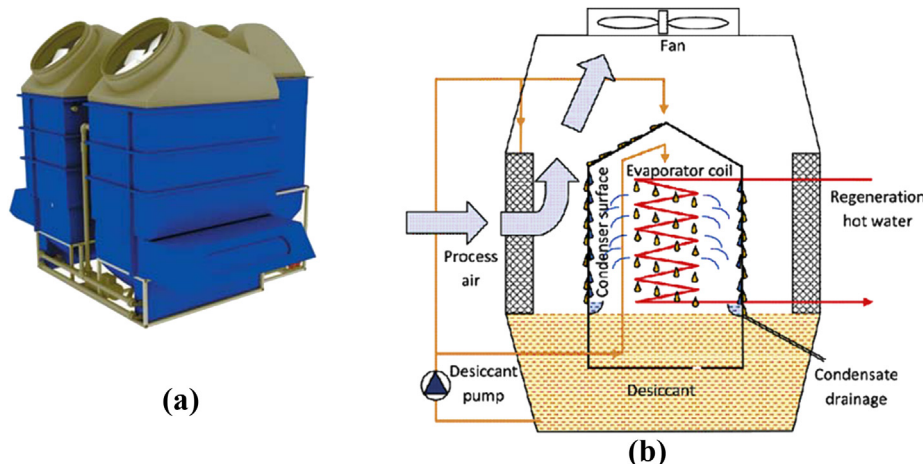 Fan
Evaporator coil
Condenser surface
Regeneration
hot water
Process
air
Desiccant
pump
Desiccant
Condensate
drainage
(a)
(b)